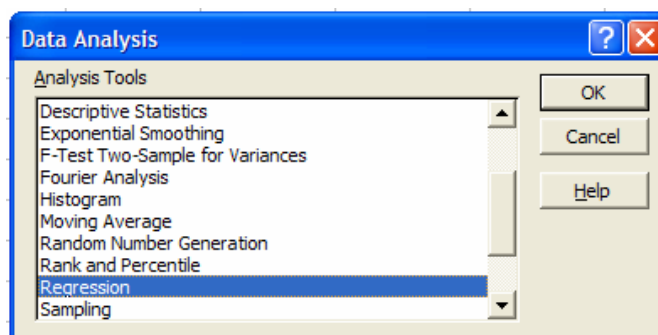 Data Analysis
Analysis Tools
Descriptive Statistics
Exponential Smoothing
F-Test Two-Sample for Variances
Fourier Analysis
Histogram
Moving Average
Random Number Generation
Rank and Percentile
Regression
Sampling
OK
Cancel
Help